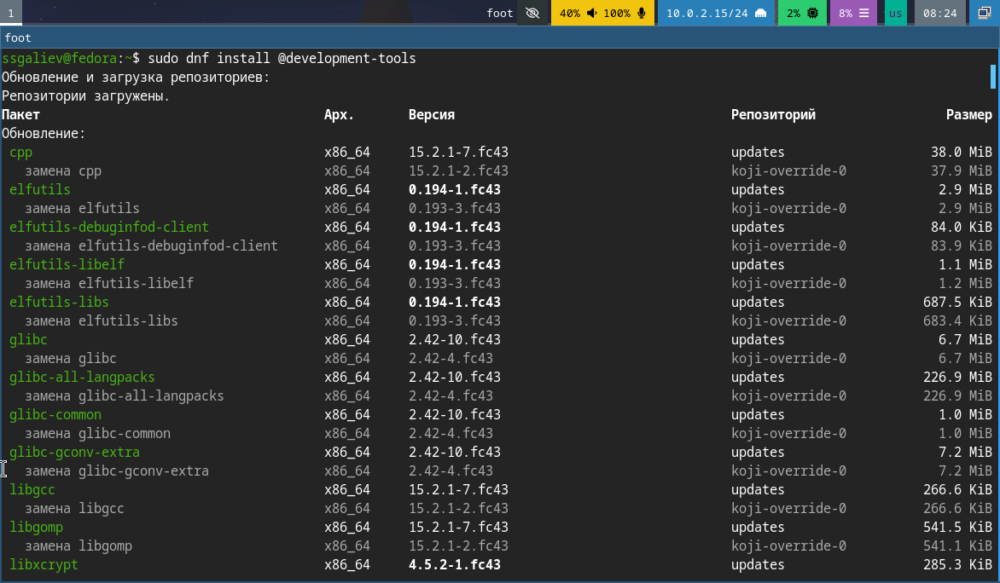 1 foot 40% 100% 10.0.2.15/24 2% 8% us 08:24
foot
ssgaliev@fedora:~$ sudo dnf install @development-tools
Обновление и загрузка репозиториев:
Репозитории загружены.
Пакет Арх. Версия Репозиторий Размер
Обновление:
cpp x86_64 15.2.1-7.fc43 updates 38.0 MiB
замена cpp x86_64 15.2.1-2.fc43 koji-override-0 37.9 MiB
elfutils x86_64 0.194-1.fc43 updates 2.9 MiB
замена elfutils x86_64 0.193-3.fc43 koji-override-0 2.9 MiB
elfutils-debuginfod-client x86_64 0.194-1.fc43 updates 84.0 KiB
замена elfutils-debuginfod-client x86_64 0.193-3.fc43 koji-override-0 83.9 KiB
elfutils-libelf x86_64 0.194-1.fc43 updates 1.1 MiB
замена elfutils-libelf x86_64 0.193-3.fc43 koji-override-0 1.2 MiB
elfutils-libs x86_64 0.194-1.fc43 updates 687.5 KiB
замена elfutils-libs x86_64 0.193-3.fc43 koji-override-0 683.4 KiB
glibc x86_64 2.42-10.fc43 updates 6.7 MiB
замена glibc x86_64 2.42-4.fc43 koji-override-0 6.7 MiB
glibc-all-langpacks x86_64 2.42-10.fc43 updates 226.9 MiB
замена glibc-all-langpacks x86_64 2.42-4.fc43 koji-override-0 226.9 MiB
glibc-common x86_64 2.42-10.fc43 updates 1.0 MiB
замена glibc-common x86_64 2.42-4.fc43 koji-override-0 1.0 MiB
glibc-gconv-extra x86_64 2.42-10.fc43 updates 7.2 MiB
замена glibc-gconv-extra x86_64 2.42-4.fc43 koji-override-0 7.2 MiB
libgcc x86_64 15.2.1-7.fc43 updates 266.6 KiB
замена libgcc x86_64 15.2.1-2.fc43 koji-override-0 266.6 KiB
libgomp x86_64 15.2.1-7.fc43 updates 541.5 KiB
замена libgomp x86_64 15.2.1-2.fc43 koji-override-0 541.1 KiB
libxcrypt x86_64 4.5.2-1.fc43 updates 285.3 KiB